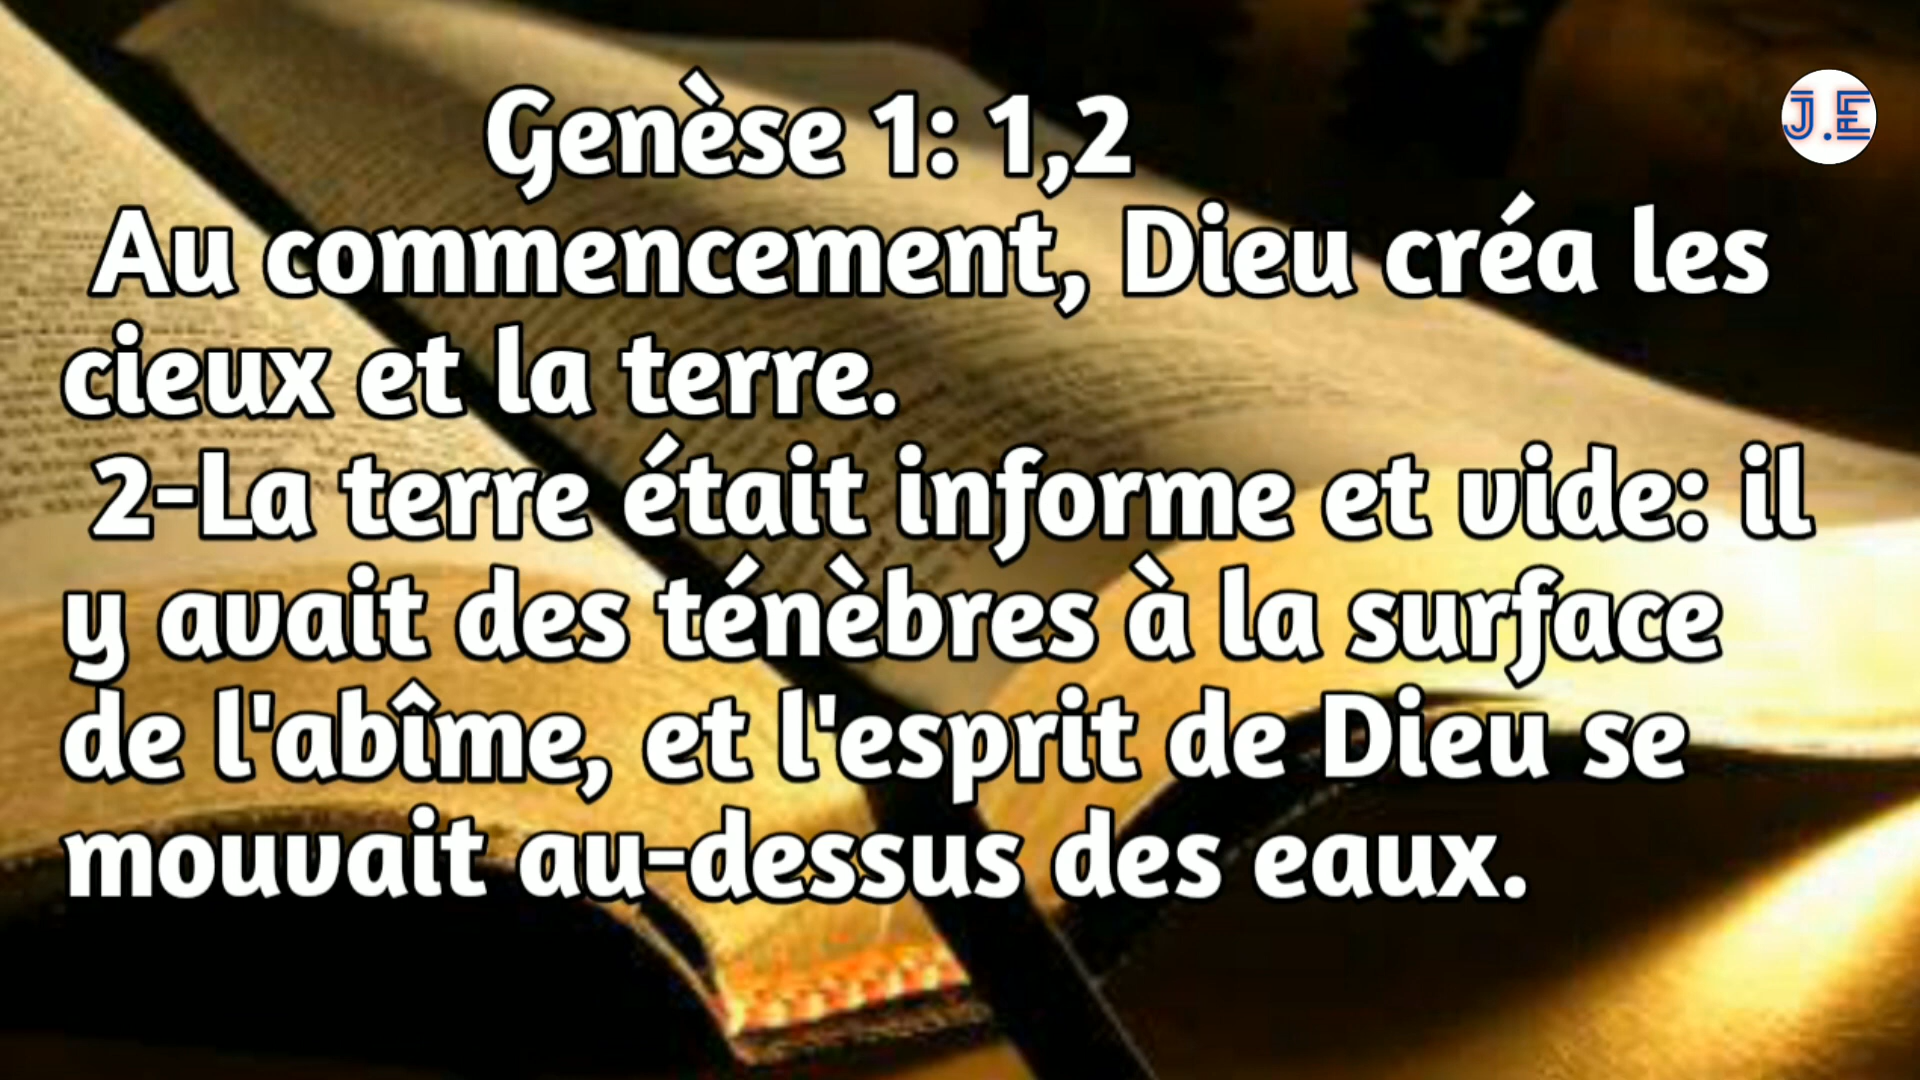 Genèse 1: 1,2
J.E
Au commencement, Dieu créa les
cieux et la terre.
2-La terre était informe et vide: il
y avait des ténèbres à la surface
de l'abîme, et l'esprit de Dieu se
mouvait au-dessus des eaux.